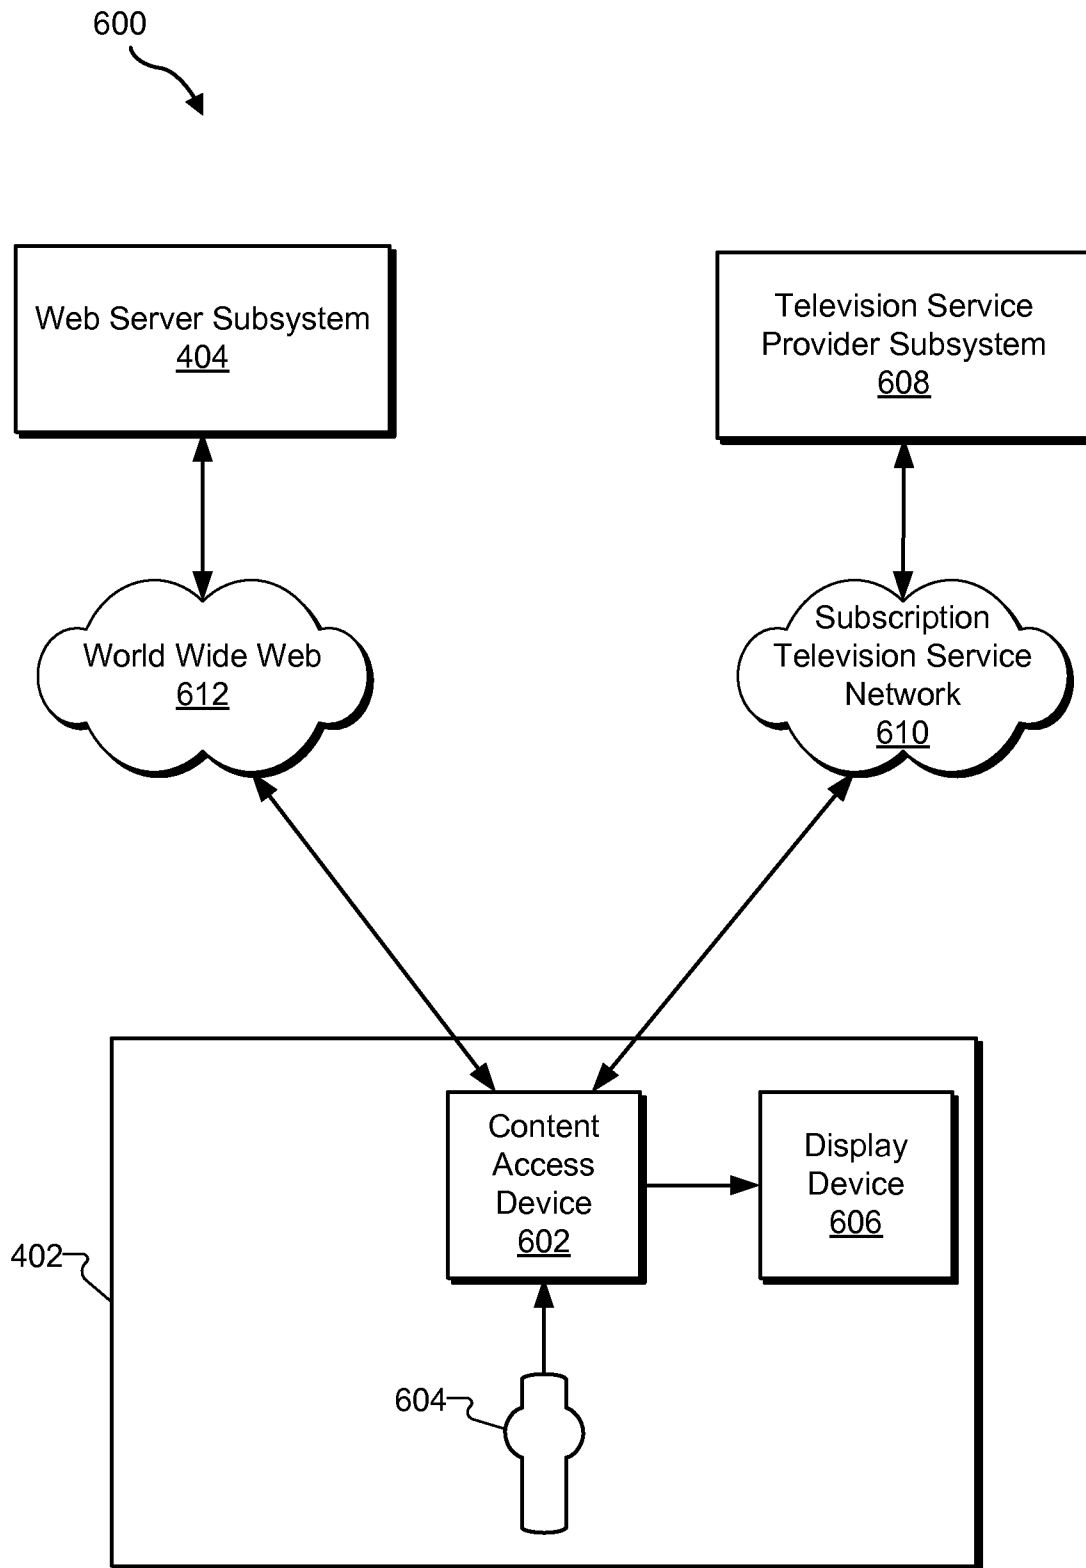 600
Web Server Subsystem
404
Television Service
Provider Subsystem
608
World Wide Web
612
Subscription
Television Service
Network
610
Content
Access
Device
602
Display
Device
606
402
604